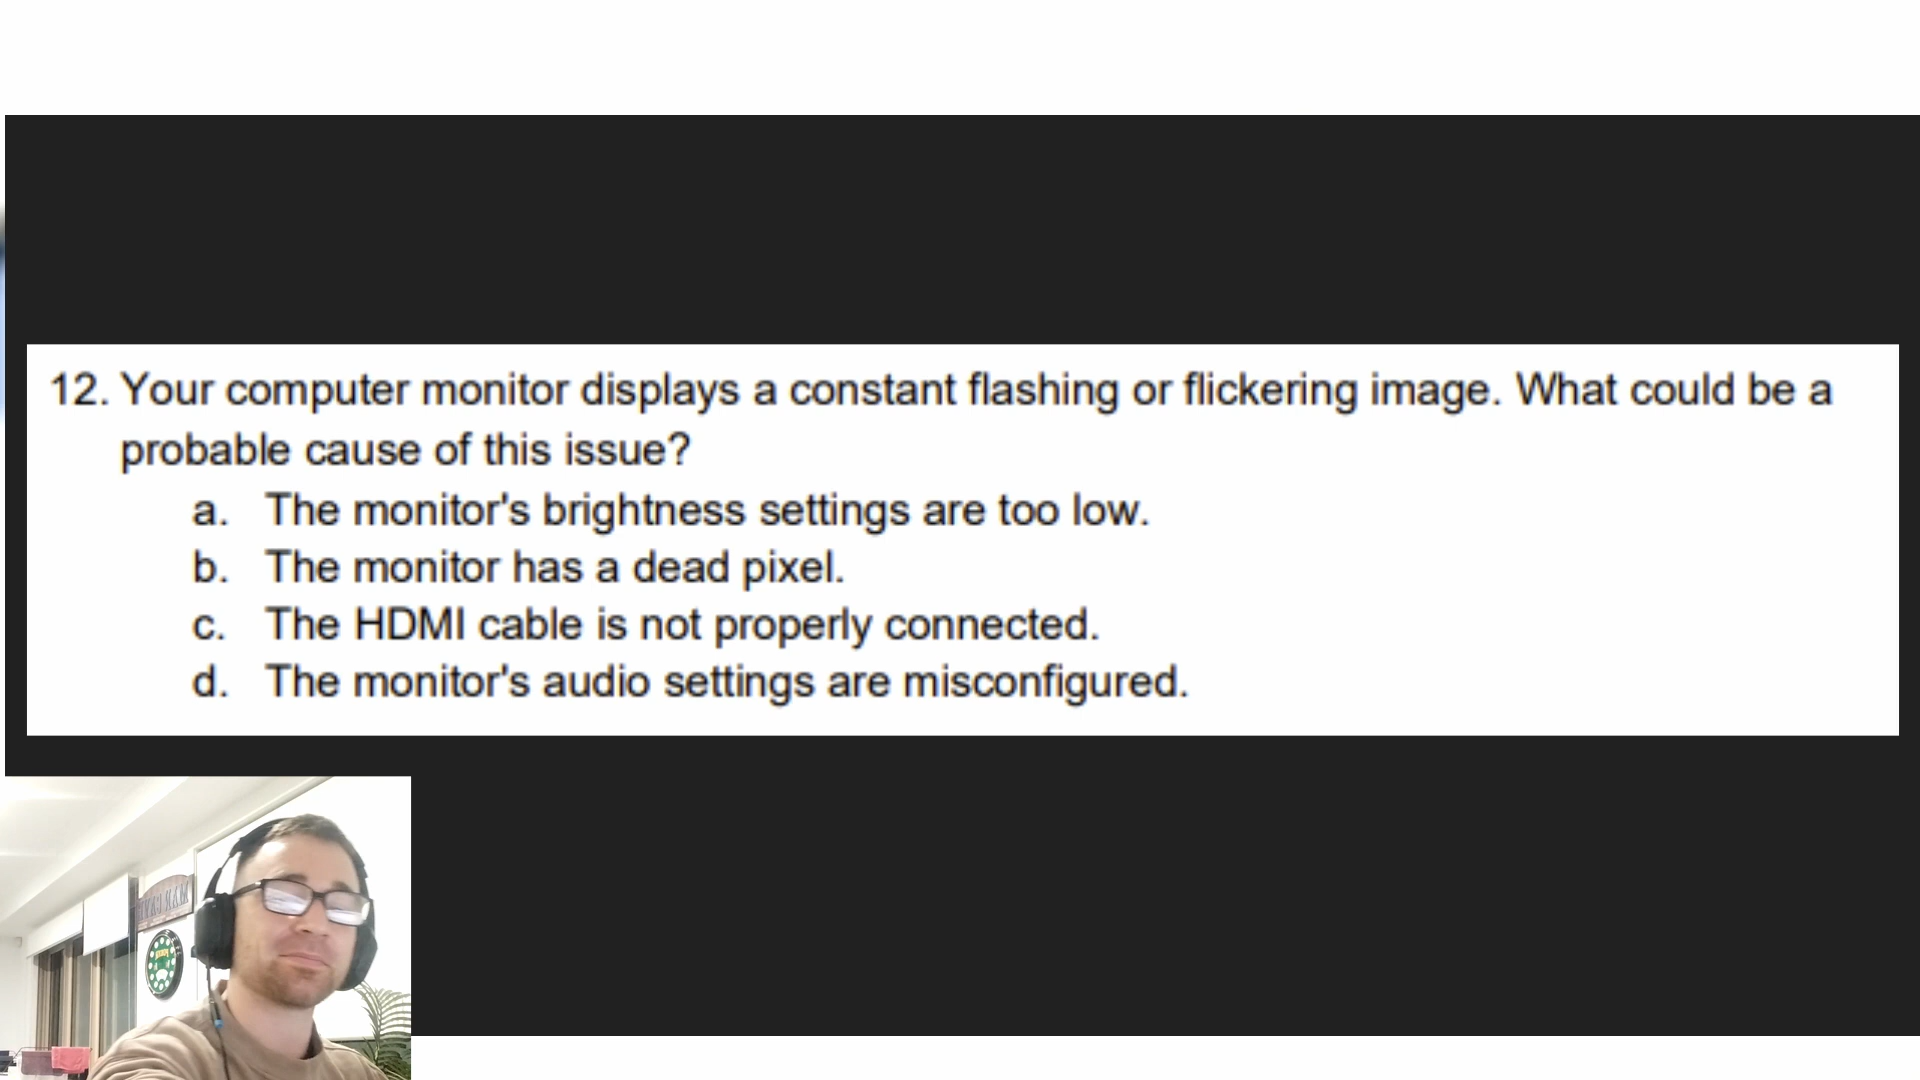 12. Your computer monitor displays a constant flashing or flickering image. What could be a
probable cause of this issue?
a. The monitor's brightness settings are too low.
b. The monitor has a dead pixel.
c. The HDMI cable is not properly connected.
d. The monitor's audio settings are misconfigured.